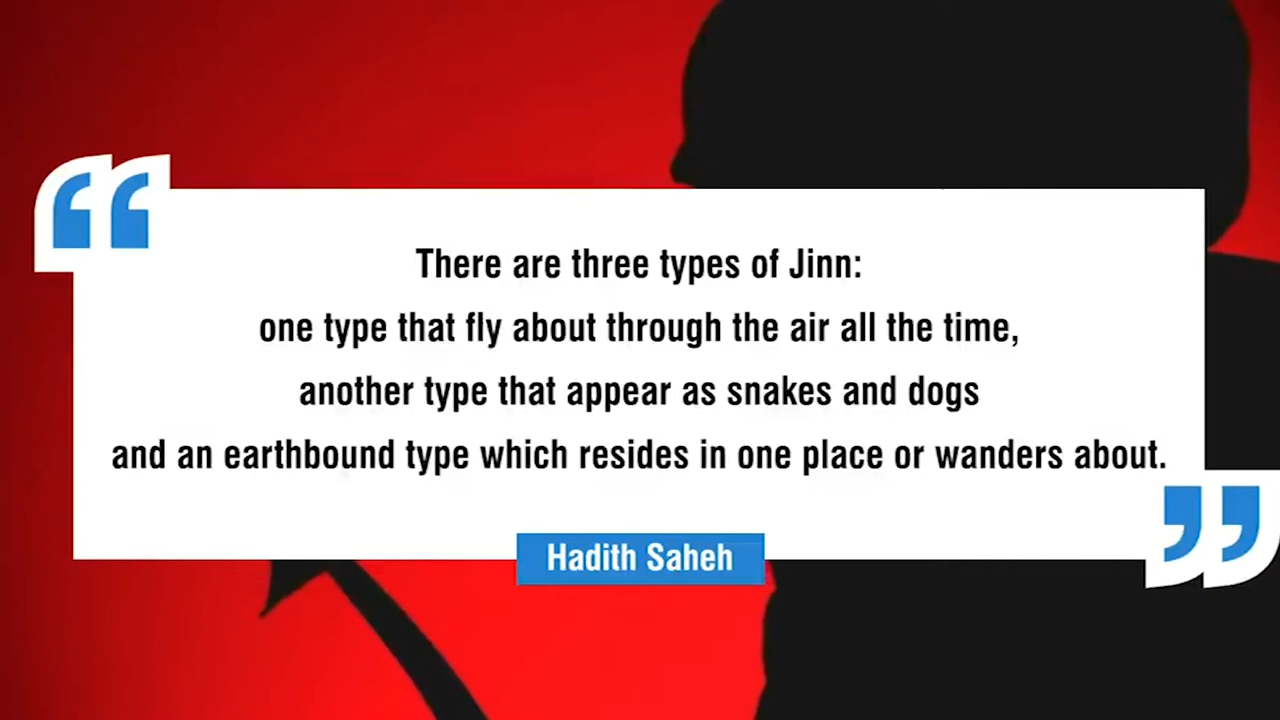 There are three types of Jinn:
one type that fly about through the air all the time,
another type that appear as snakes and dogs
and an earthbound type which resides in one place or wanders about.
Hadith Saheh